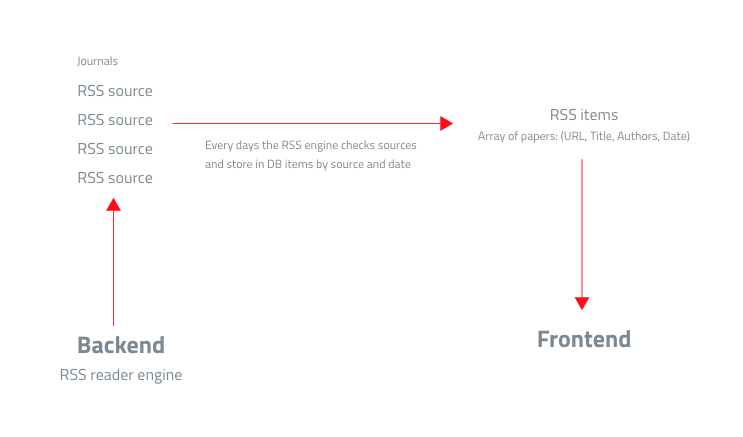 Journals
RSS source
RSS source
RSS source
RSS source
Every days the RSS engine checks sources
and store in DB items by source and date
RSS items
Array of papers: (URL, Title, Authors, Date)
Backend
RSS reader engine
Frontend